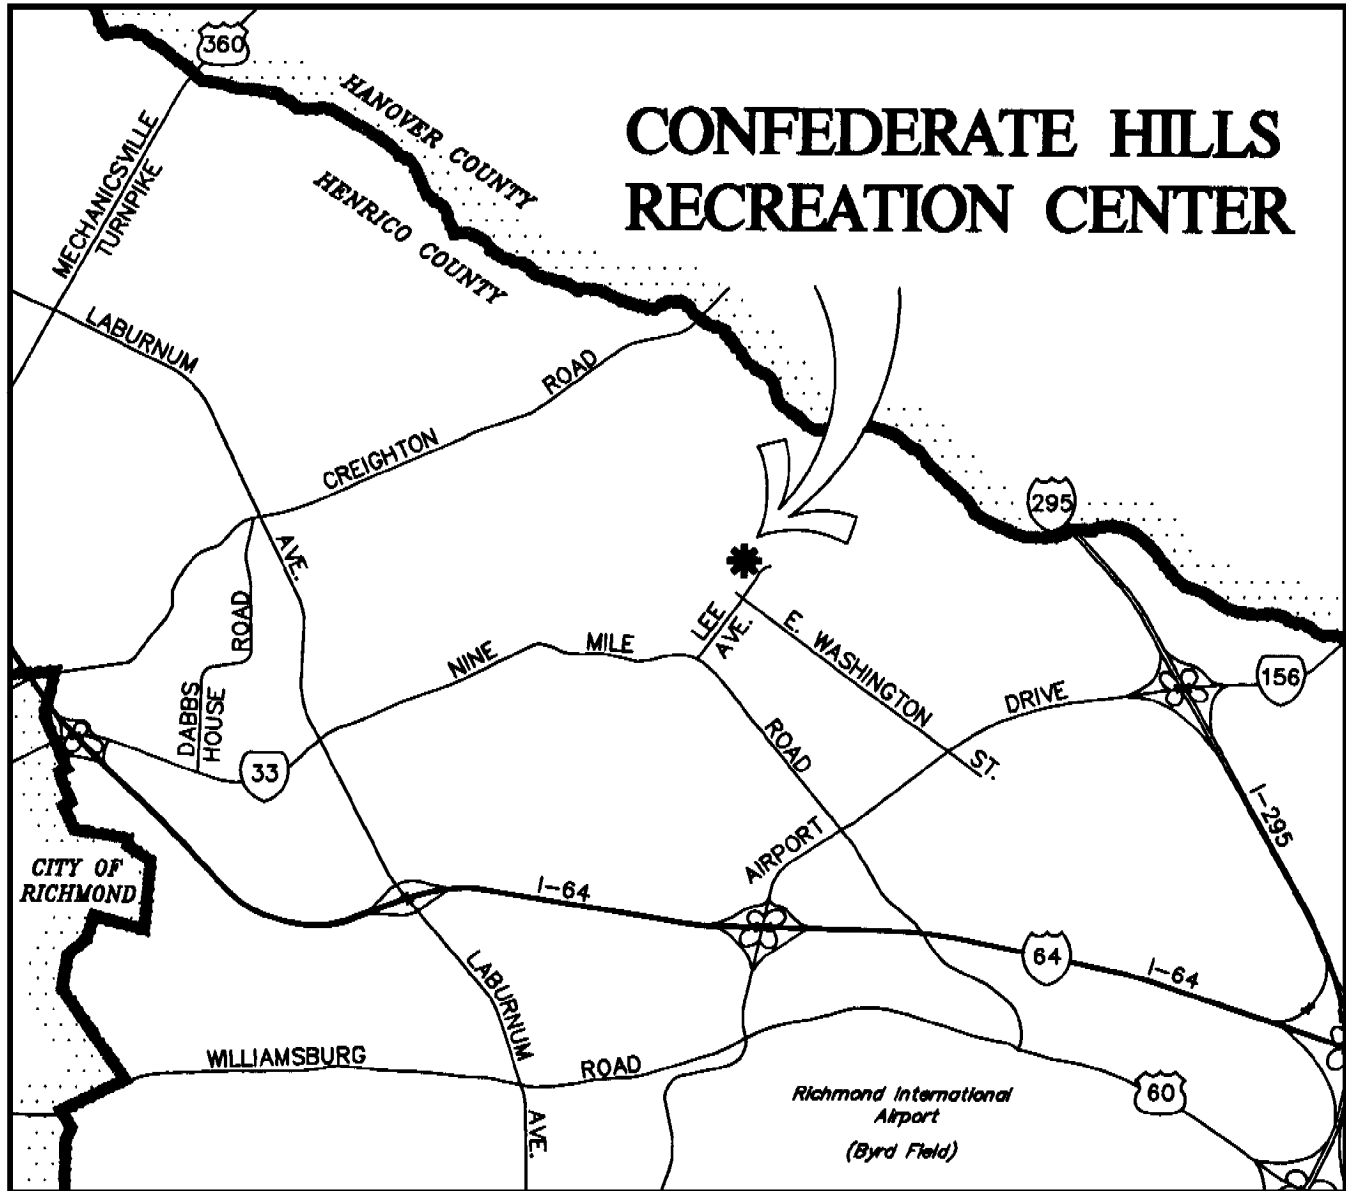 360
HANOVER COUNTY
HENRICO COUNTY
CONFEDERATE HILLS
RECREATION CENTER
MECHANICSVILLE
TURNPIKE
LABURNUM
AVE.
CREIGHTON
ROAD
295
DABBS
HOUSE
ROAD
NINE
MILE
ROAD
LEE
AVE.
E. WASHINGTON
ST.
AIRPORT
DRIVE
156
33
I-295
CITY OF
RICHMOND
I-64
64
I-64
LABURNUM
AVE.
WILLIAMSBURG
ROAD
60
Richmond International
Airport
(Byrd Field)